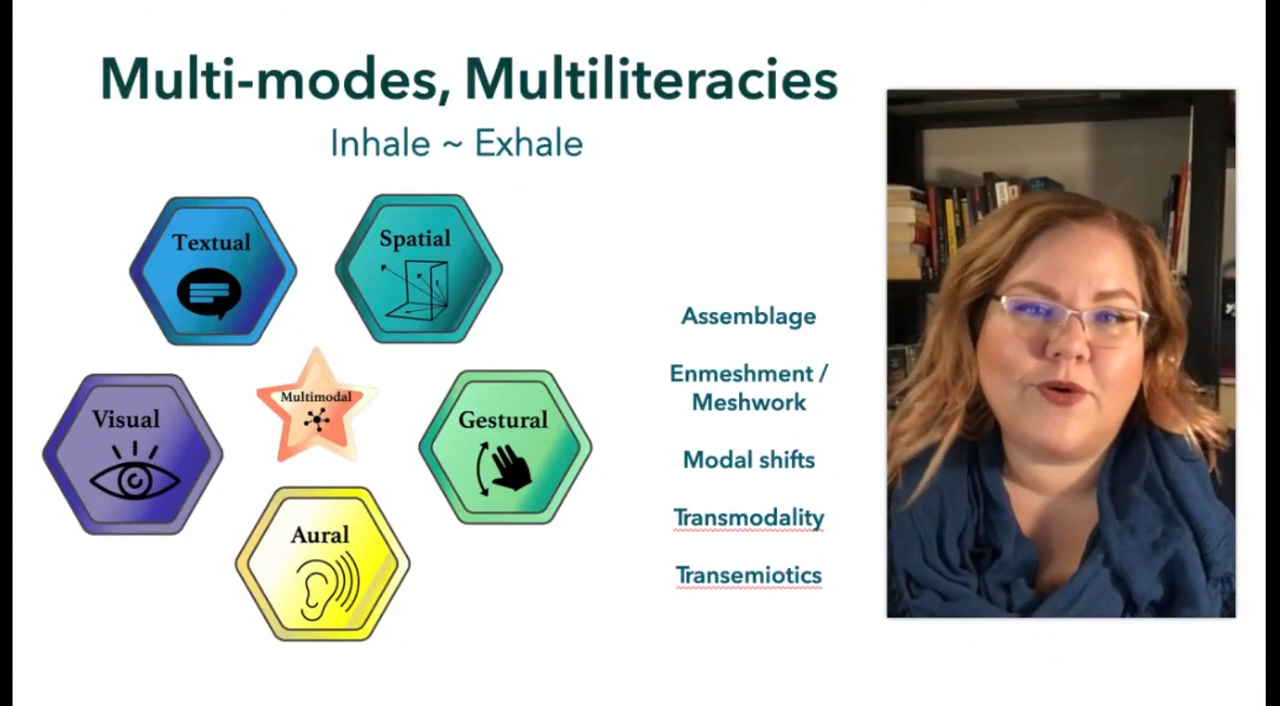 Multi-modes, Multiliteracies
Inhale ~ Exhale
Textual
Spatial
Visual
Multimodal
Gestural
Aural
Assemblage
Enmeshment /
Meshwork
Modal shifts
Transmodality
Transemiotics